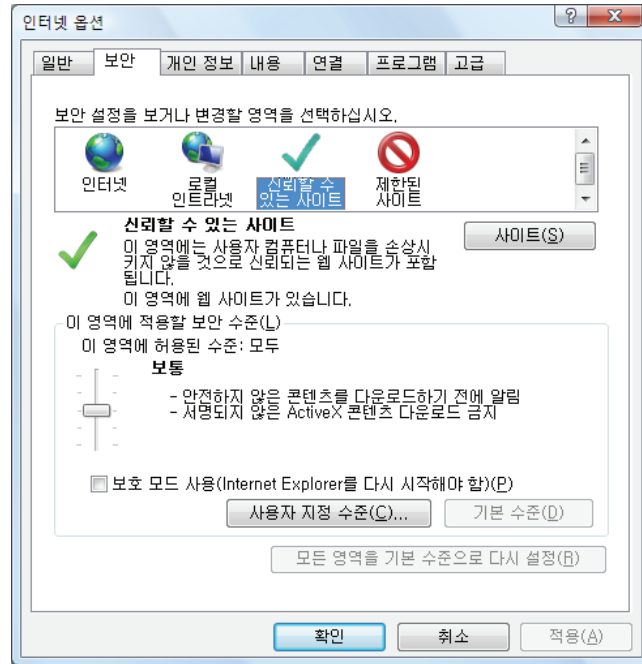 인터넷 옵션
일반 보안 개인 정보 내용 연결 프로그램 고급
보안 설정을 보거나 변경할 영역을 선택하십시오.
인터넷
로컬
인트라넷
신뢰할 수
있는 사이트
제한된
사이트
신뢰할 수 있는 사이트
사이트(S)
이 영역에는 사용자 컴퓨터나 파일을 손상시
키지 않을 것으로 신뢰되는 웹 사이트가 포함
됩니다.
이 영역에 웹 사이트가 있습니다.
이 영역에 적용할 보안 수준(L)
이 영역에 허용된 수준: 모두
보통
- 안전하지 않은 콘텐츠를 다운로드하기 전에 알림
- 서명되지 않은 ActiveX 콘텐츠 다운로드 금지
보호 모드 사용(Internet Explorer를 다시 시작해야 함)(P)
사용자 지정 수준(C)... 기본 수준(D)
모든 영역을 기본 수준으로 다시 설정(R)
확인 취소 적용(A)